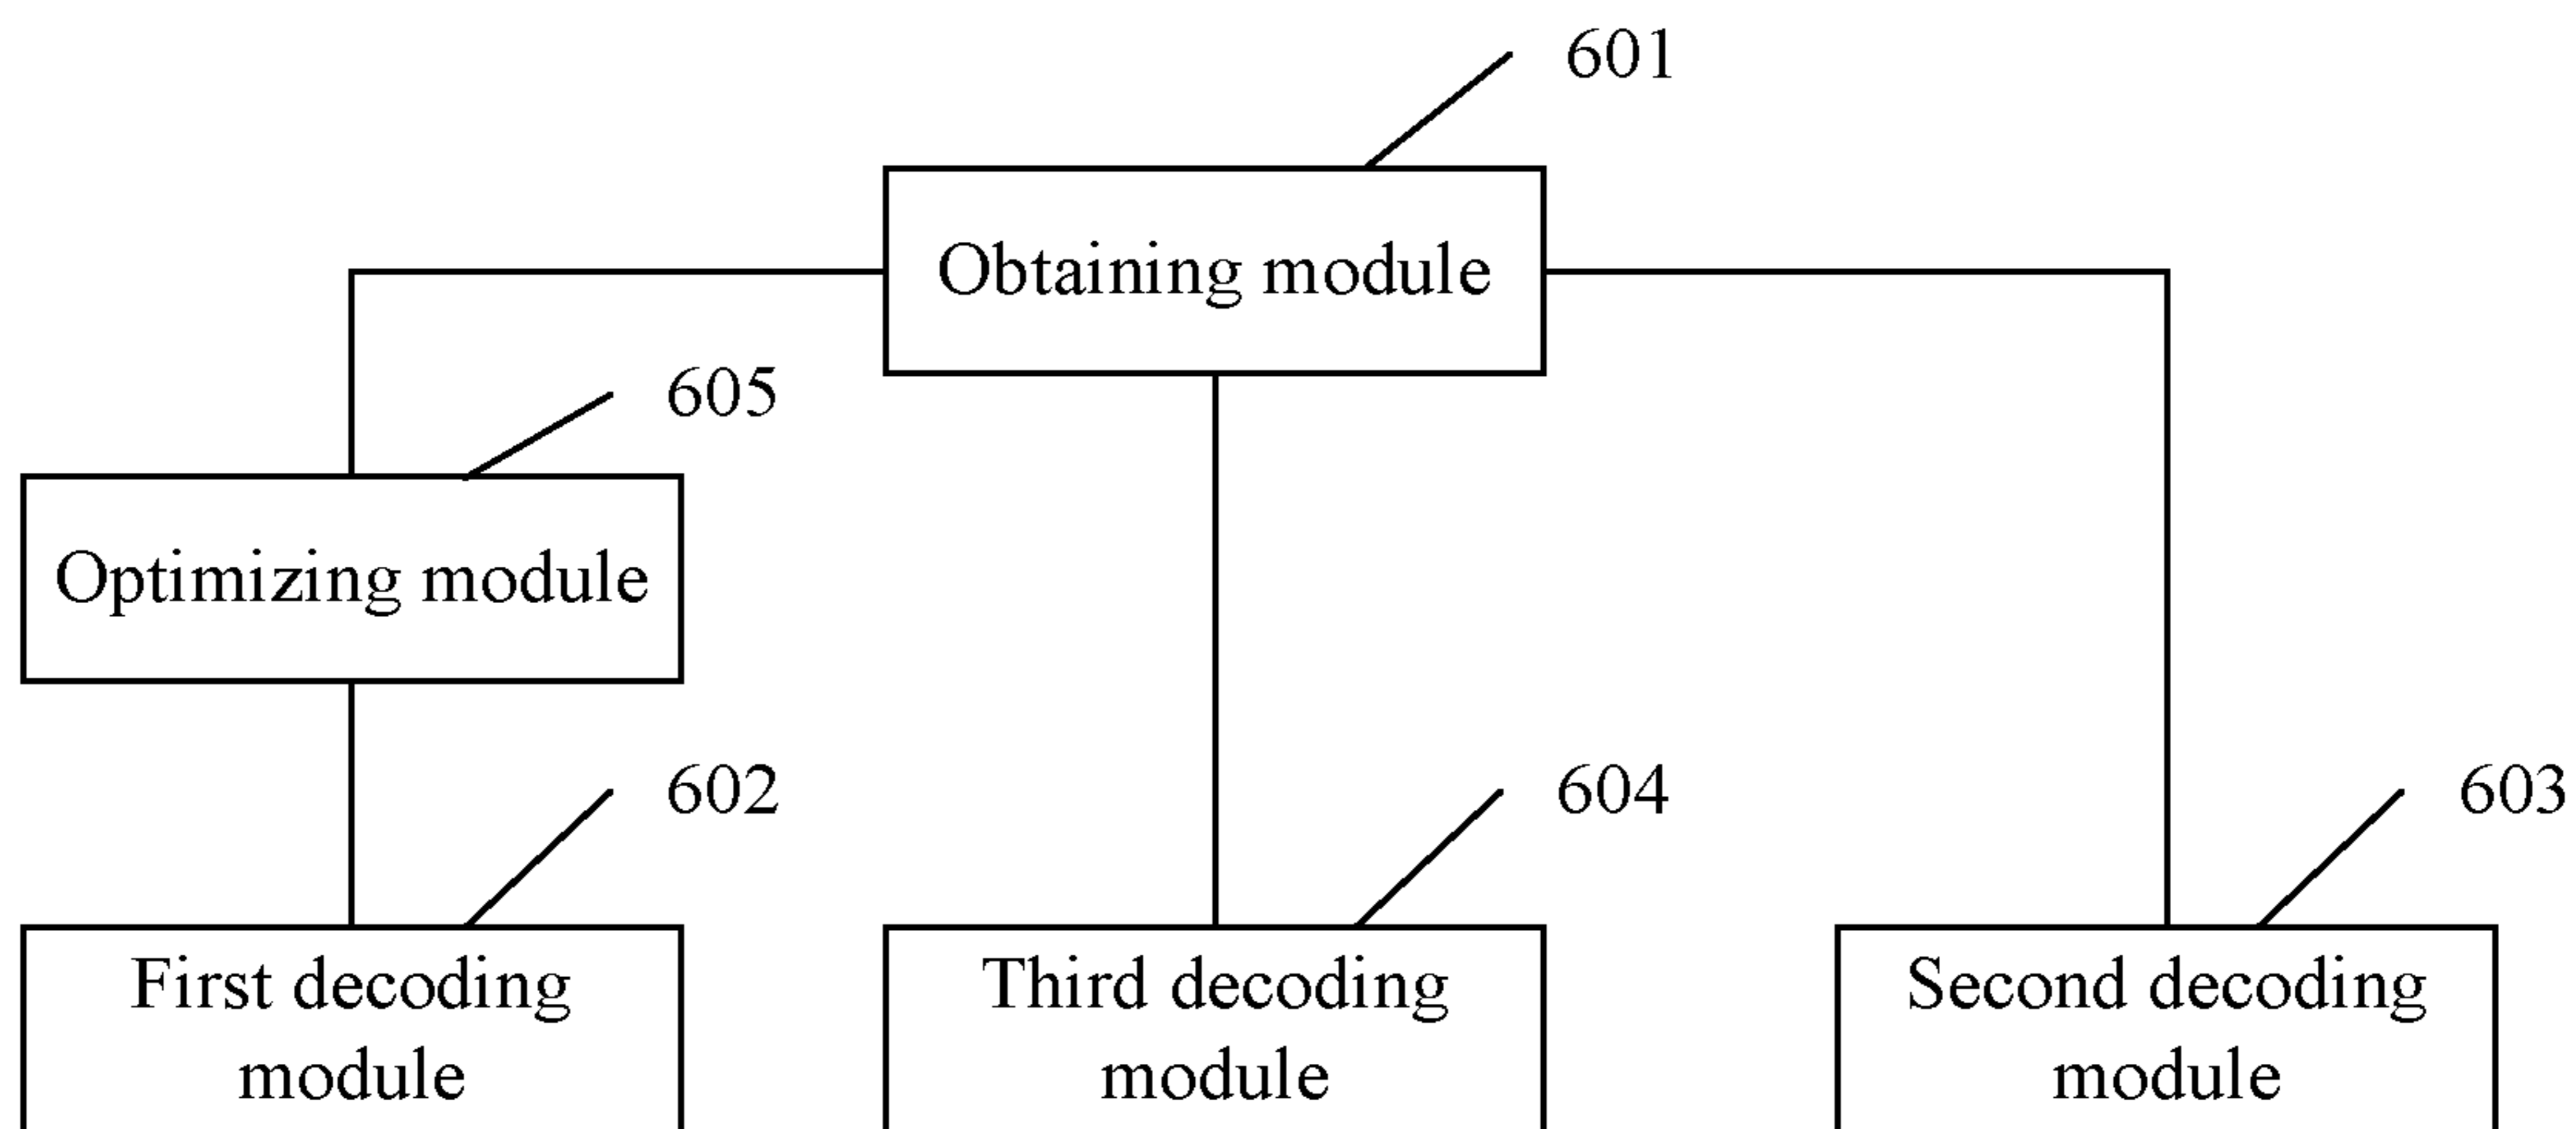 601
Obtaining module
605
Optimizing module
602
604
603
First decoding
module
Third decoding
module
Second decoding
module